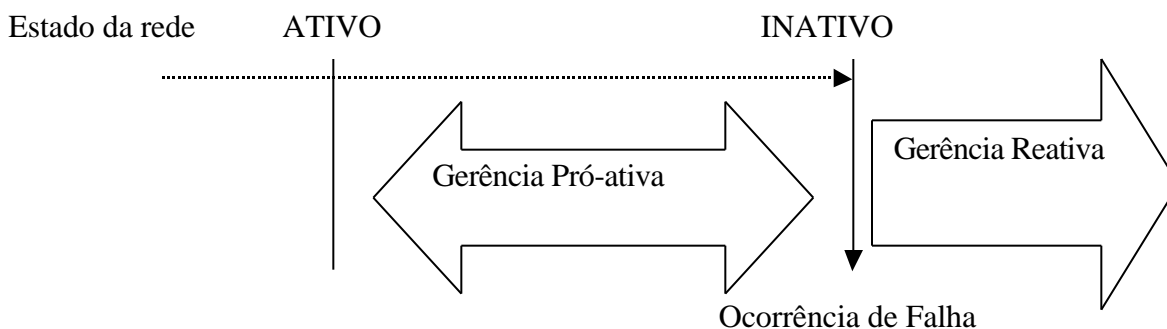 Estado da rede ATIVO INATIVO
Gerência Pró-ativa
Gerência Reativa
Ocorrência de Falha